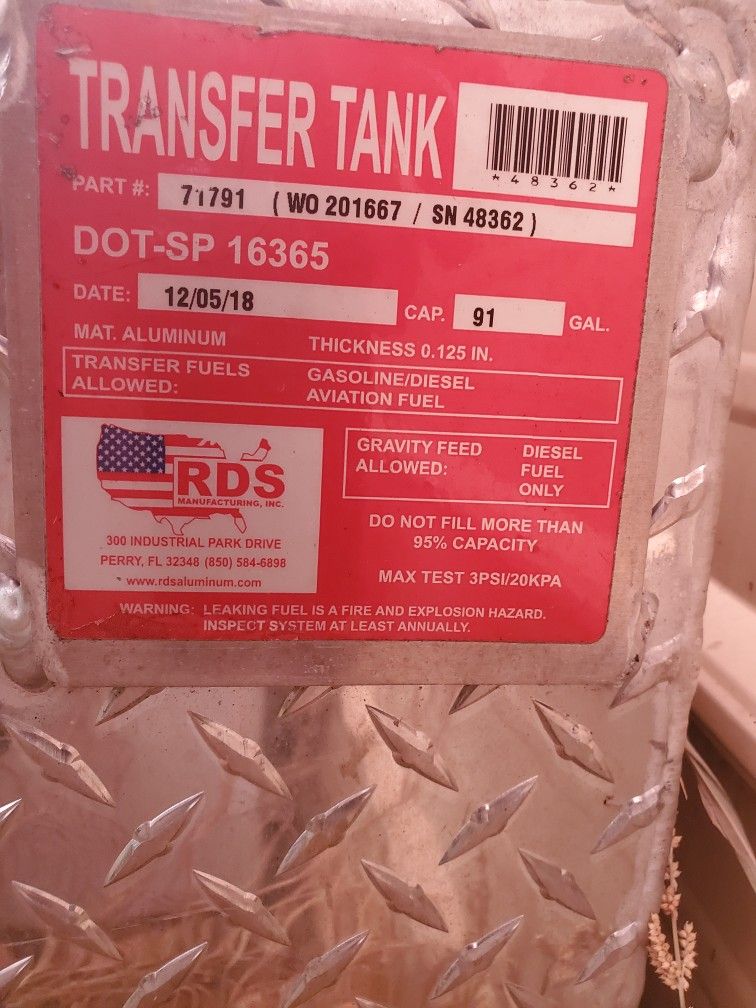 TRANSFER TANK
*48362*
PART #: 71791 ( WO 201667 / SN 48362 )
DOT-SP 16365
DATE: 12/05/18 CAP. 91 GAL.
MAT. ALUMINUM THICKNESS 0.125 IN.
TRANSFER FUELS ALLOWED: GASOLINE/DIESEL
AVIATION FUEL
GRAVITY FEED ALLOWED: DIESEL
FUEL
ONLY
RDS
MANUFACTURING, INC.
300 INDUSTRIAL PARK DRIVE
PERRY, FL 32348 (850) 584-6898
www.rdsaluminum.com
DO NOT FILL MORE THAN
95% CAPACITY
MAX TEST 3PSI/20KPA
WARNING: LEAKING FUEL IS A FIRE AND EXPLOSION HAZARD.
INSPECT SYSTEM AT LEAST ANNUALLY.